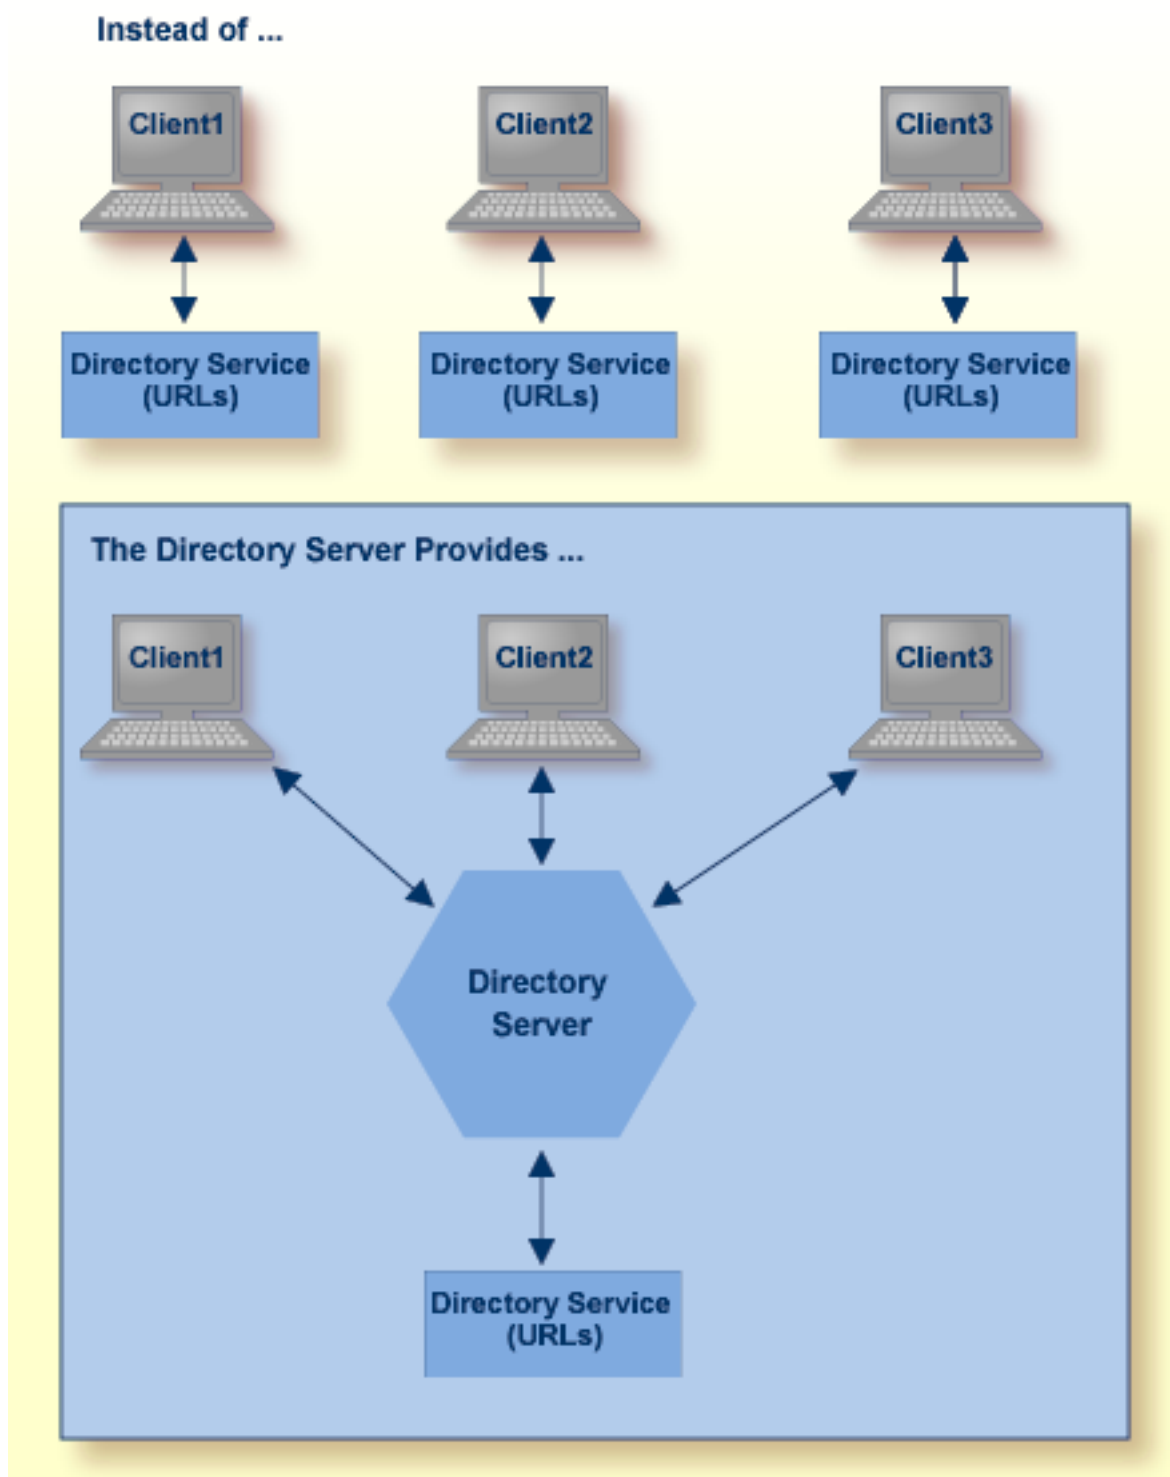 Instead of ...
Client1
Client2
Client3
Directory Service
(URLs)
Directory Service
(URLs)
Directory Service
(URLs)
The Directory Server Provides ...
Client1
Client2
Client3
Directory
Server
Directory Service
(URLs)